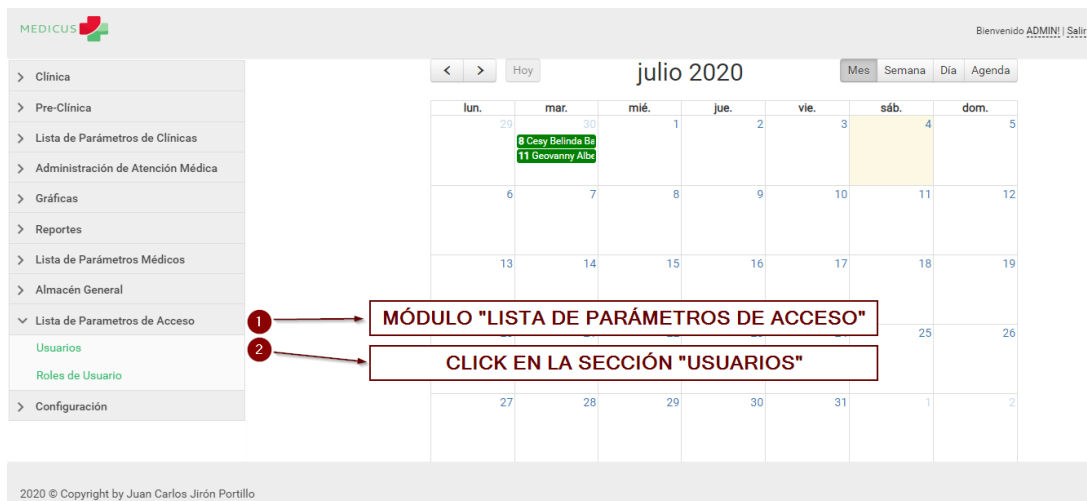 MEDICUS
Bienvenido ADMIN! | Salir
Clínica
Pre-Clínica
Lista de Parámetros de Clínicas
Administración de Atención Médica
Gráficas
Reportes
Lista de Parámetros Médicos
Almacén General
Lista de Parametros de Acceso
Usuarios
Roles de Usuario
Configuración
Hoy
julio 2020
Mes Semana Día Agenda
lun. mar. mié. jue. vie. sáb. dom.
29 30 1 2 3 4 5
8 Cesy Belinda Ba
11 Geovanny Albe
6 7 8 9 10 11 12
13 14 15 16 17 18 19
1 MÓDULO "LISTA DE PARÁMETROS DE ACCESO"
25 26
2 CLICK EN LA SECCIÓN "USUARIOS"
27 28 29 30 31 1 2
2020 © Copyright by Juan Carlos Jirón Portillo